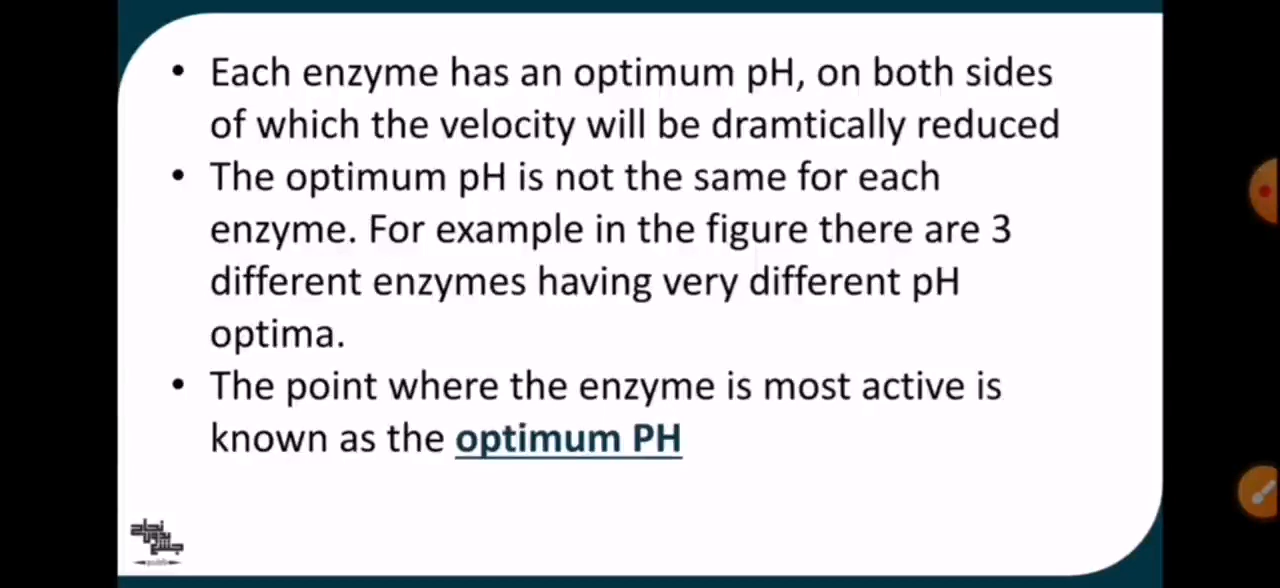 • Each enzyme has an optimum pH, on both sides
of which the velocity will be dramtically reduced
• The optimum pH is not the same for each
enzyme. For example in the figure there are 3
different enzymes having very different pH
optima.
• The point where the enzyme is most active is
known as the optimum PH